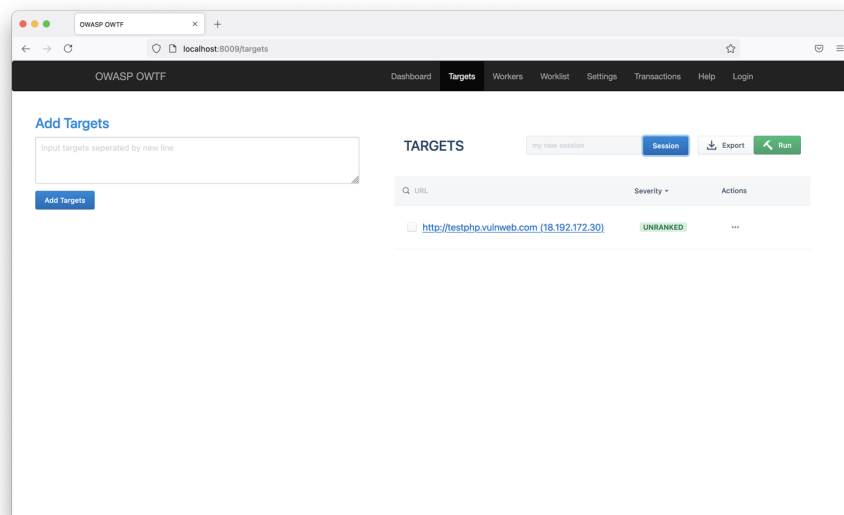 OWASP OWTF
localhost:8009/targets
OWASP OWTF Dashboard Targets Workers Worklist Settings Transactions Help Login
Add Targets
Input targets seperated by new line
Add Targets
TARGETS my new session Session Export Run
URL Severity Actions
http://testphp.vulnweb.com (18.192.172.30) UNRANKED ...